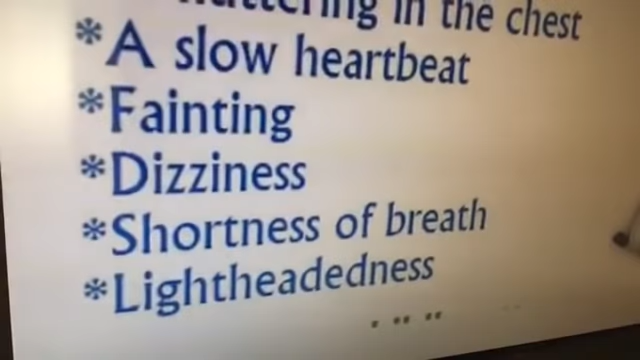 in the chest
*A slow heartbeat
*Fainting
*Dizziness
*Shortness of breath
*Lightheadedness